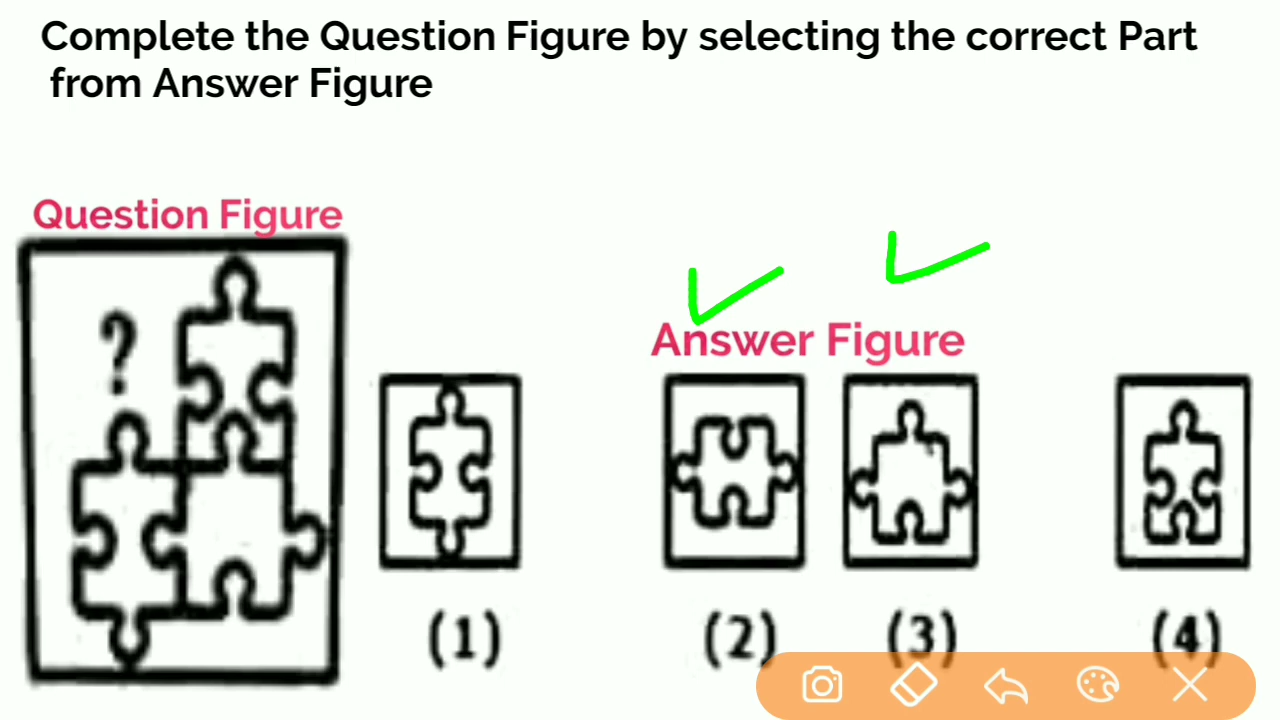 Complete the Question Figure by selecting the correct Part
from Answer Figure
Question Figure
?
Answer Figure
(1)
(2)
(3)
(4)